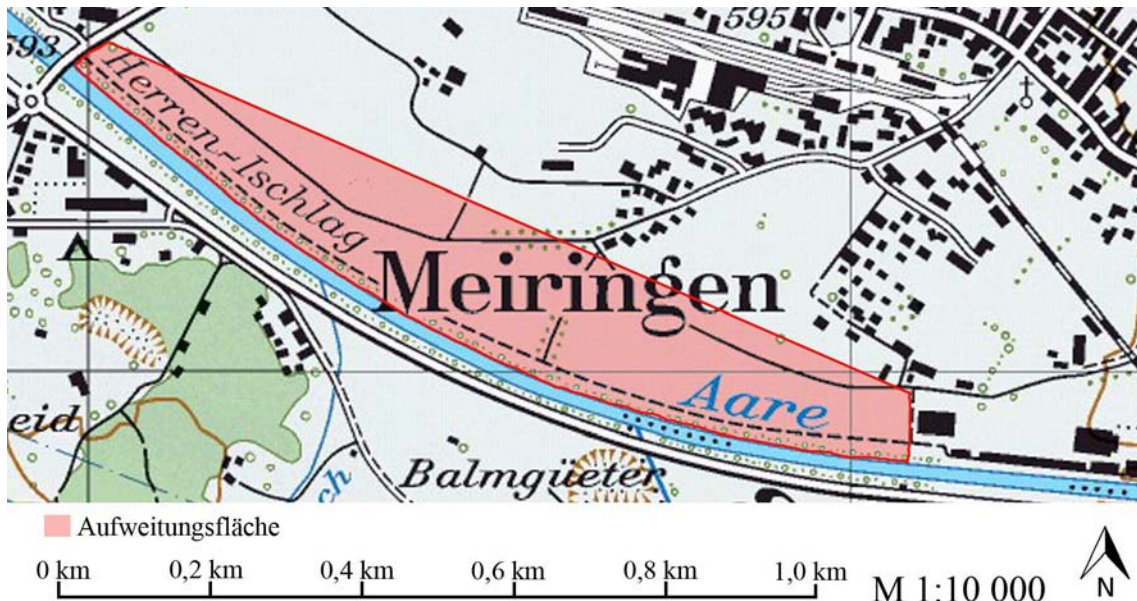 593
595
Herren-Ischlag
Meiringen
Aare
eid
Balmgüeter
ch
Aufweitungsfläche
0 km 0,2 km 0,4 km 0,6 km 0,8 km 1,0 km
M 1:10 000
N